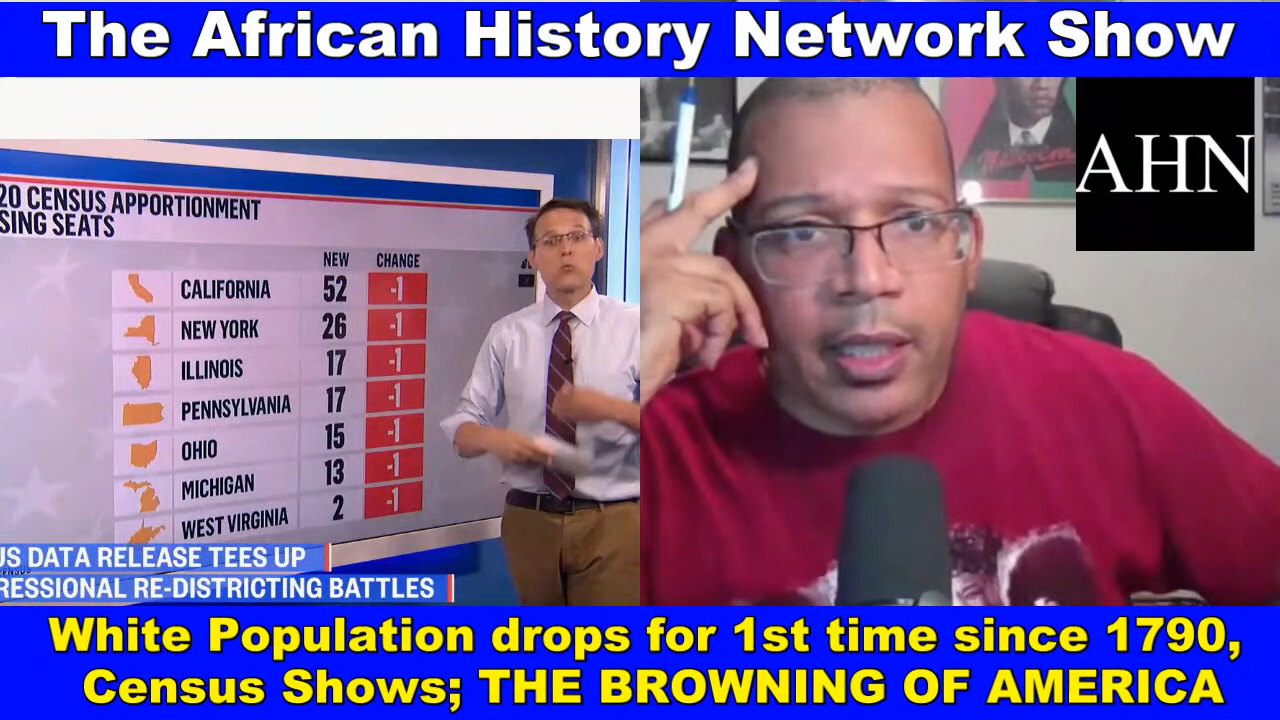 The African History Network Show
AHN
20 CENSUS APPORTIONMENT
SING SEATS
NEW CHANGE
CALIFORNIA 52 -1
NEW YORK 26 -1
ILLINOIS 17 -1
PENNSYLVANIA 17 -1
OHIO 15 -1
MICHIGAN 13 -1
WEST VIRGINIA 2 -1
US DATA RELEASE TEES UP
RESSIONAL RE-DISTRICTING BATTLES
White Population drops for 1st time since 1790,
Census Shows; THE BROWNING OF AMERICA